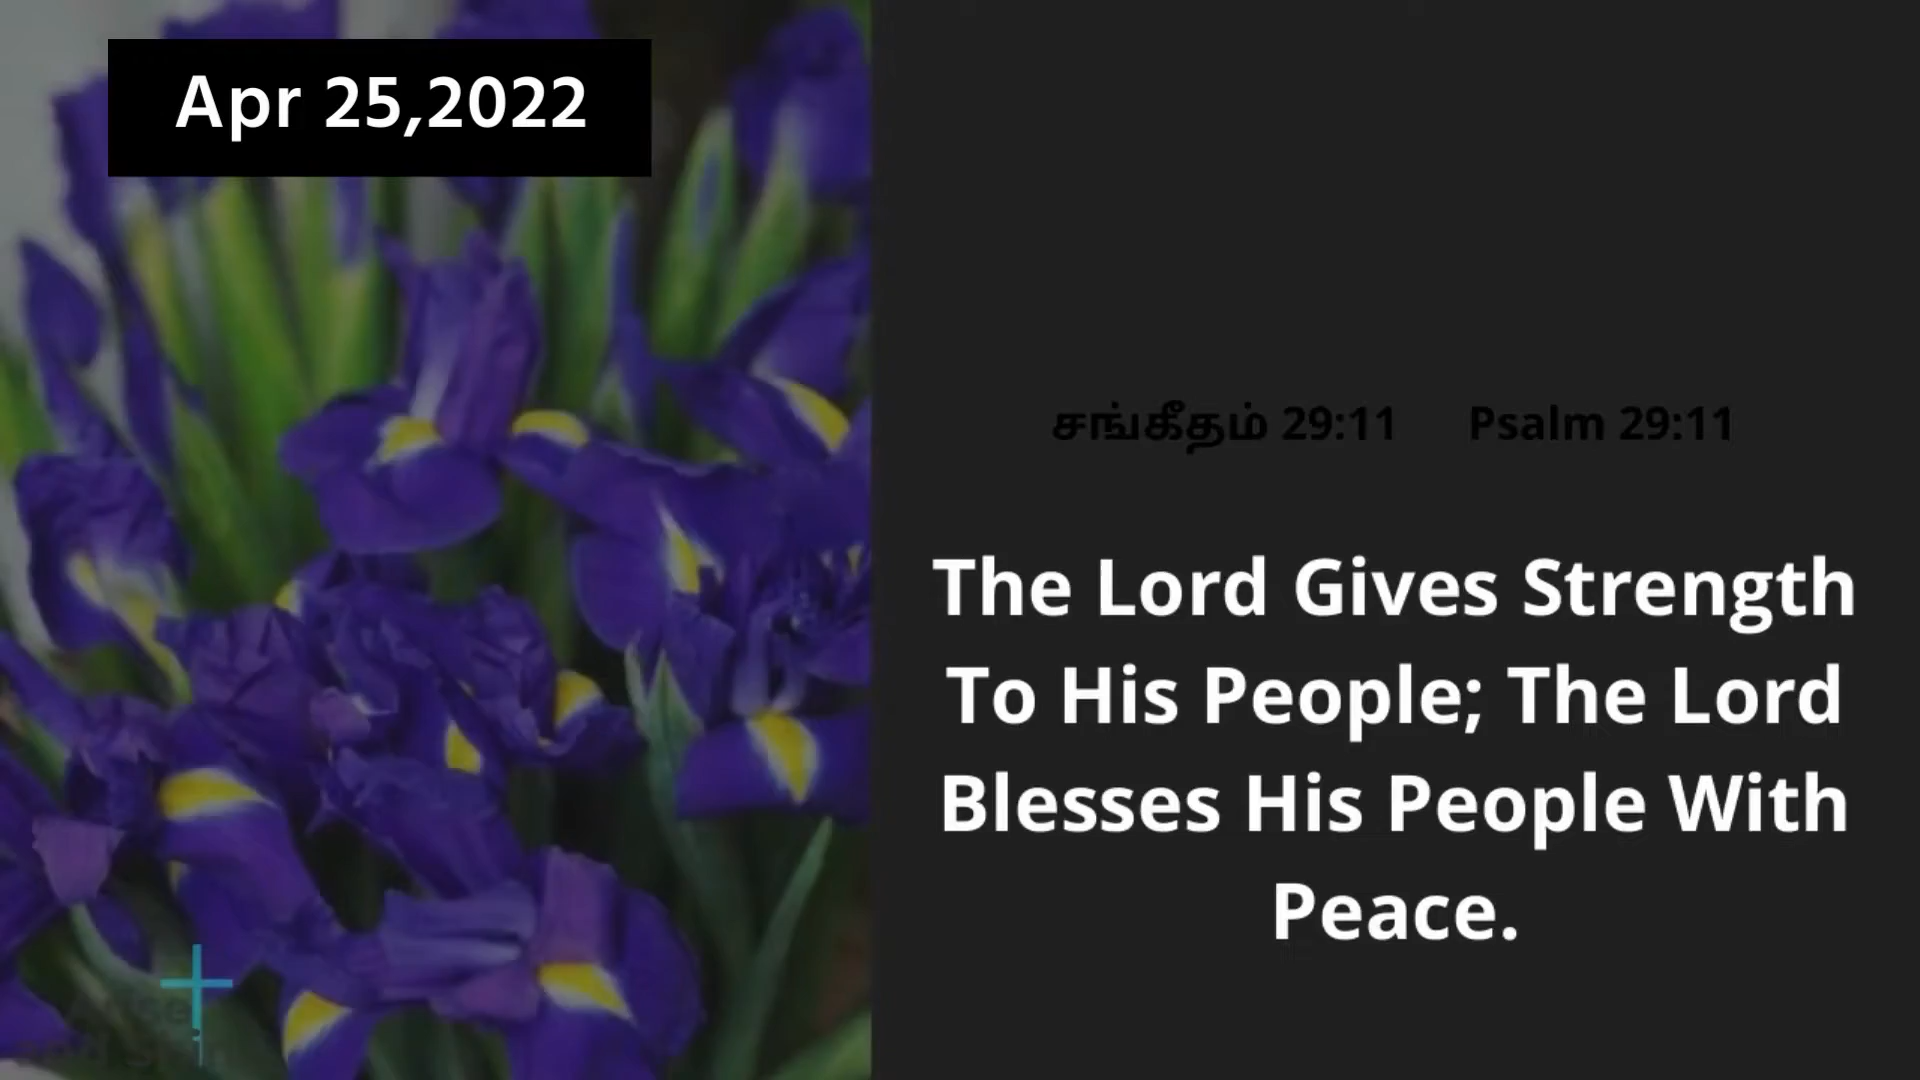 Apr 25,2022
சங்கீதம் 29:11 Psalm 29:11
The Lord Gives Strength
To His People; The Lord
Blesses His People With
Peace.